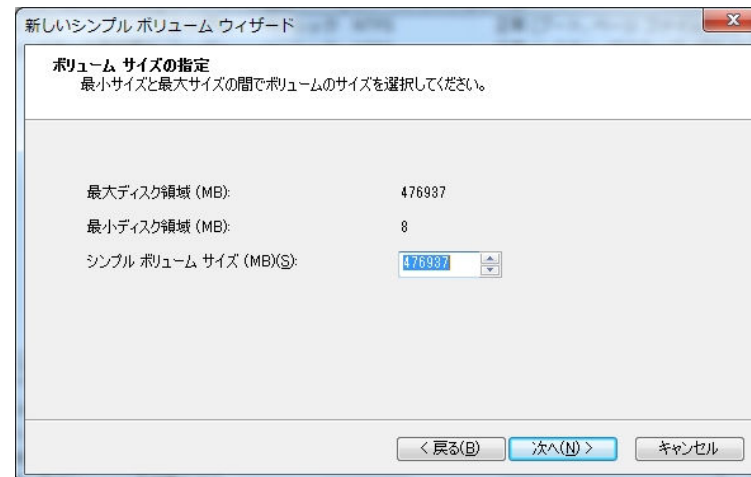 新しいシンプル ボリューム ウィザード
ボリューム サイズの指定
最小サイズと最大サイズの間でボリュームのサイズを選択してください。
最大ディスク領域 (MB): 476937
最小ディスク領域 (MB): 8
シンプル ボリューム サイズ (MB)(S): 476937
< 戻る(B) 次へ(N) > キャンセル